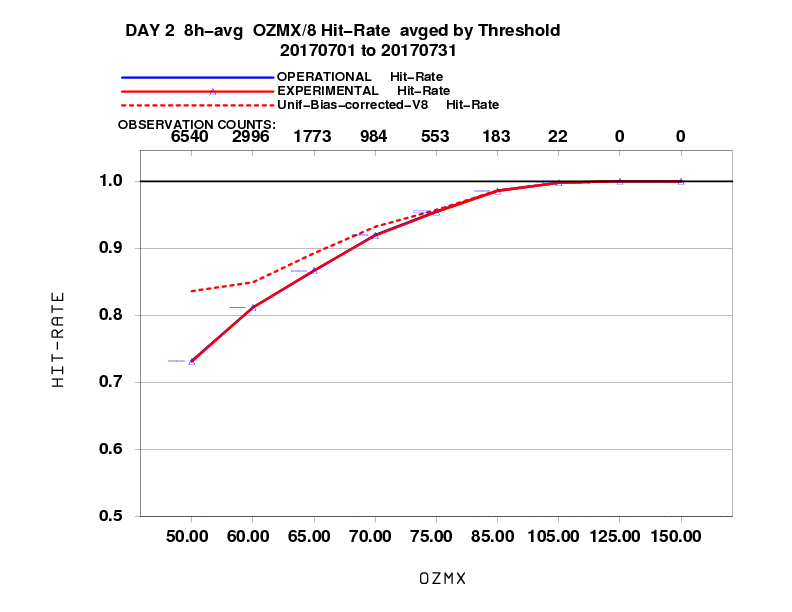 DAY 2 8h-avg OZMX/8 Hit-Rate avged by Threshold
20170701 to 20170731
OPERATIONAL Hit-Rate
EXPERIMENTAL Hit-Rate
Unif-Bias-corrected-V8 Hit-Rate
OBSERVATION COUNTS:
6540 2996 1773 984 553 183 22 0 0
1.0
0.9
0.8
0.7
0.6
0.5
HIT-RATE
50.00 60.00 65.00 70.00 75.00 85.00 105.00 125.00 150.00
OZMX